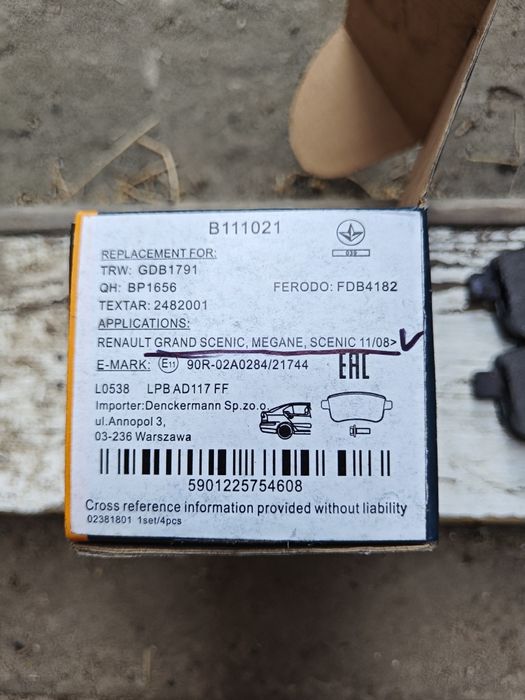 B111021
039
REPLACEMENT FOR:
TRW: GDB1791
QH: BP1656 FERODO: FDB4182
TEXTAR: 2482001
APPLICATIONS:
RENAULT GRAND SCENIC, MEGANE, SCENIC 11/08>
E-MARK: E11 90R-02A0284/21744 EAC
L0538 LPB AD117 FF
Importer:Denckermann Sp.zo.o
ul.Annopol 3,
03-236 Warszawa
5901225754608
Cross reference information provided without liability
02381801 1set/4pcs